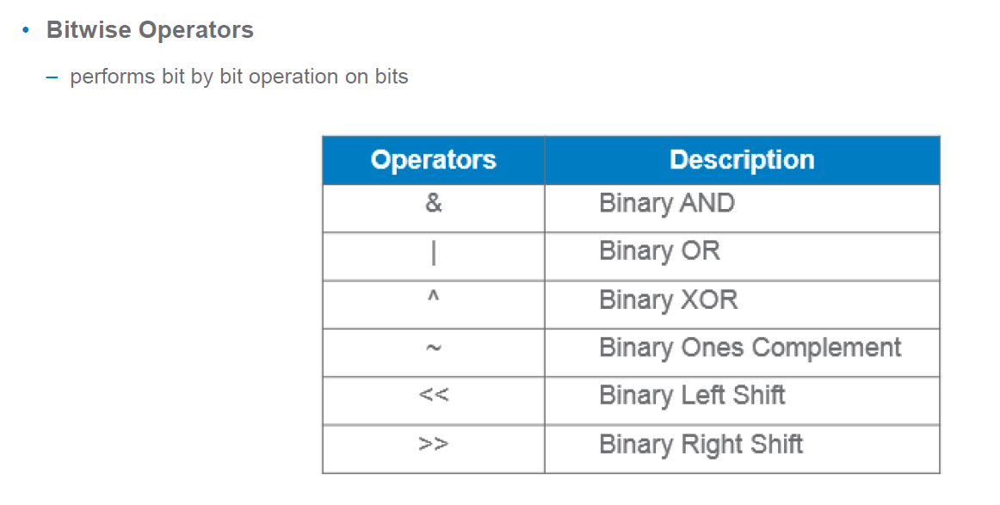 • Bitwise Operators
– performs bit by bit operation on bits
Operators Description
& Binary AND
| Binary OR
^ Binary XOR
~ Binary Ones Complement
<< Binary Left Shift
>> Binary Right Shift